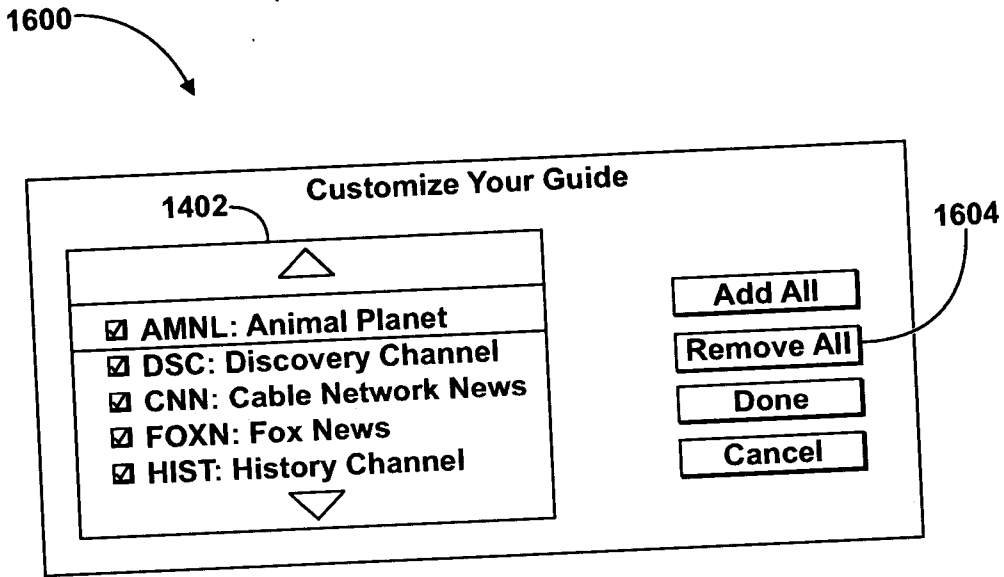 1600
Customize Your Guide
1402
1604
☑ AMNL: Animal Planet
☑ DSC: Discovery Channel
☑ CNN: Cable Network News
☑ FOXN: Fox News
☑ HIST: History Channel
Add All
Remove All
Done
Cancel